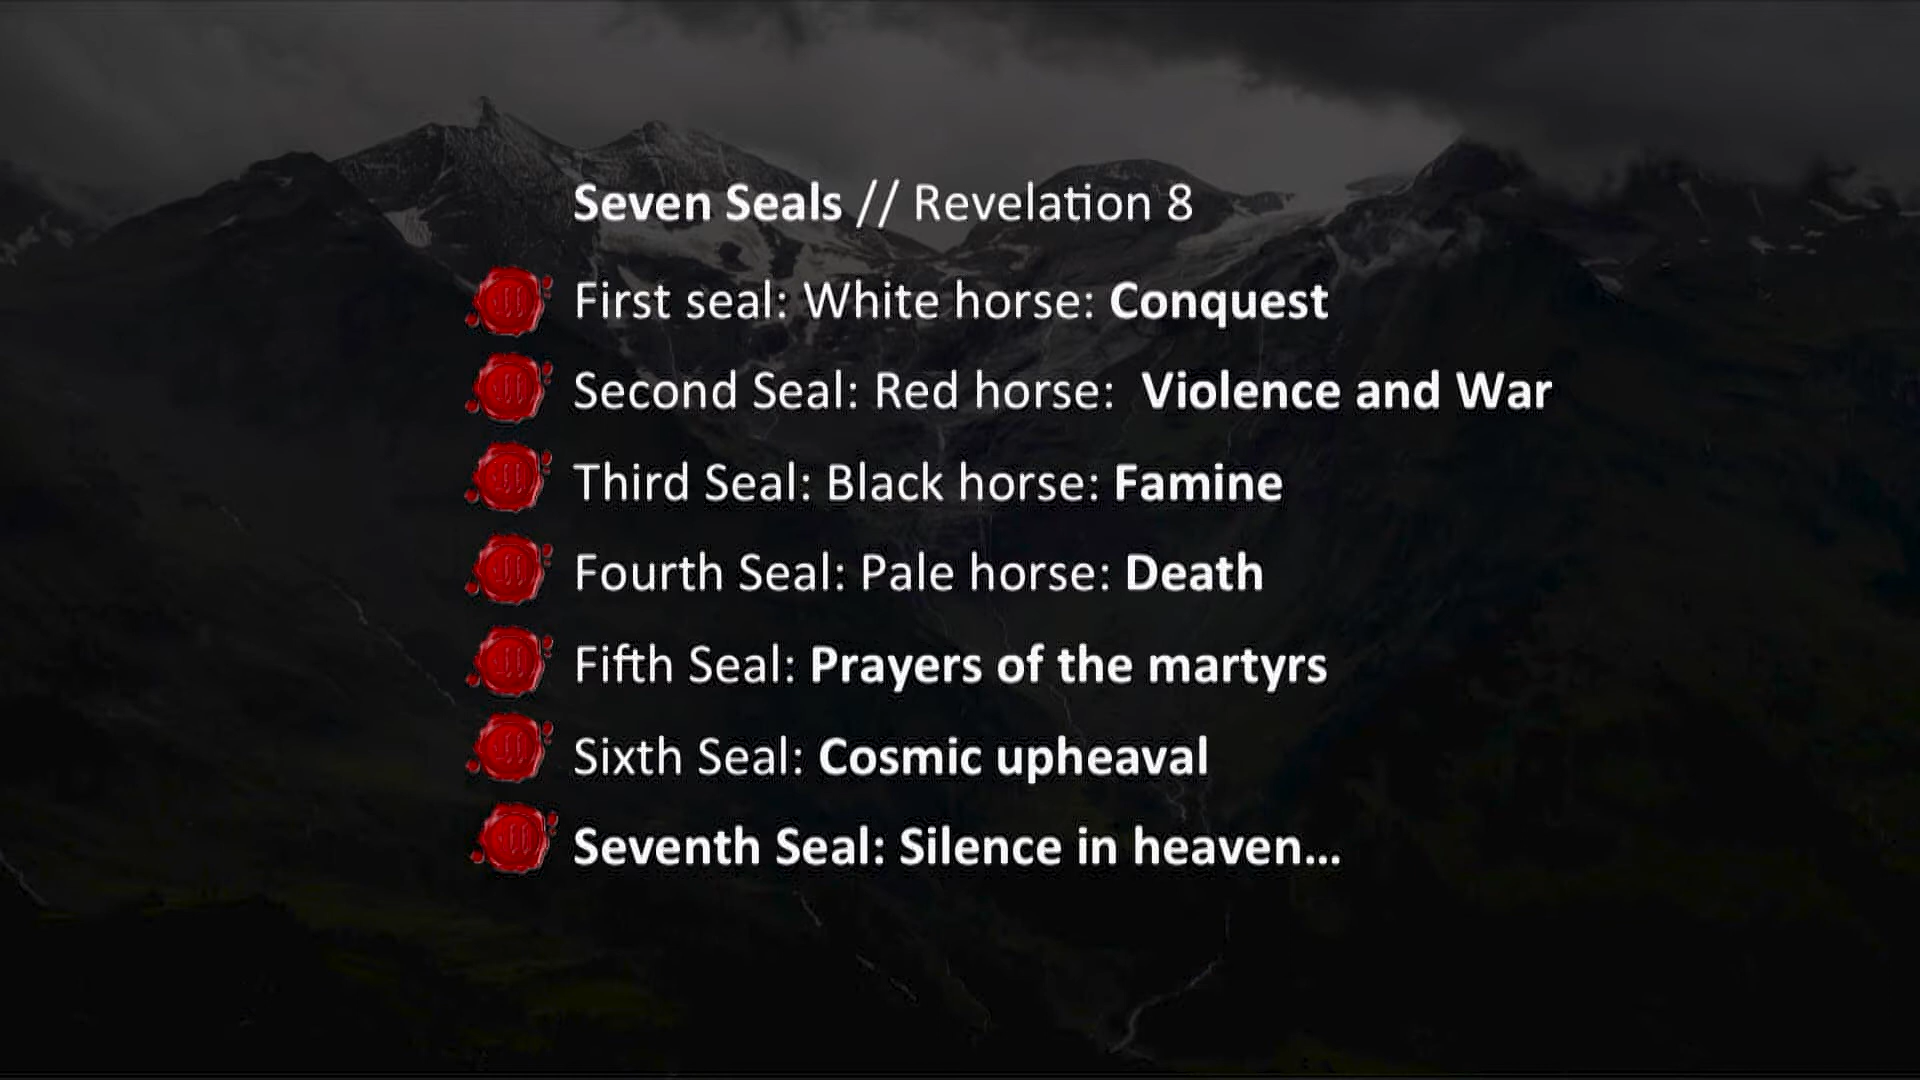 Seven Seals // Revelation 8
First seal: White horse: Conquest
Second Seal: Red horse: Violence and War
Third Seal: Black horse: Famine
Fourth Seal: Pale horse: Death
Fifth Seal: Prayers of the martyrs
Sixth Seal: Cosmic upheaval
Seventh Seal: Silence in heaven...